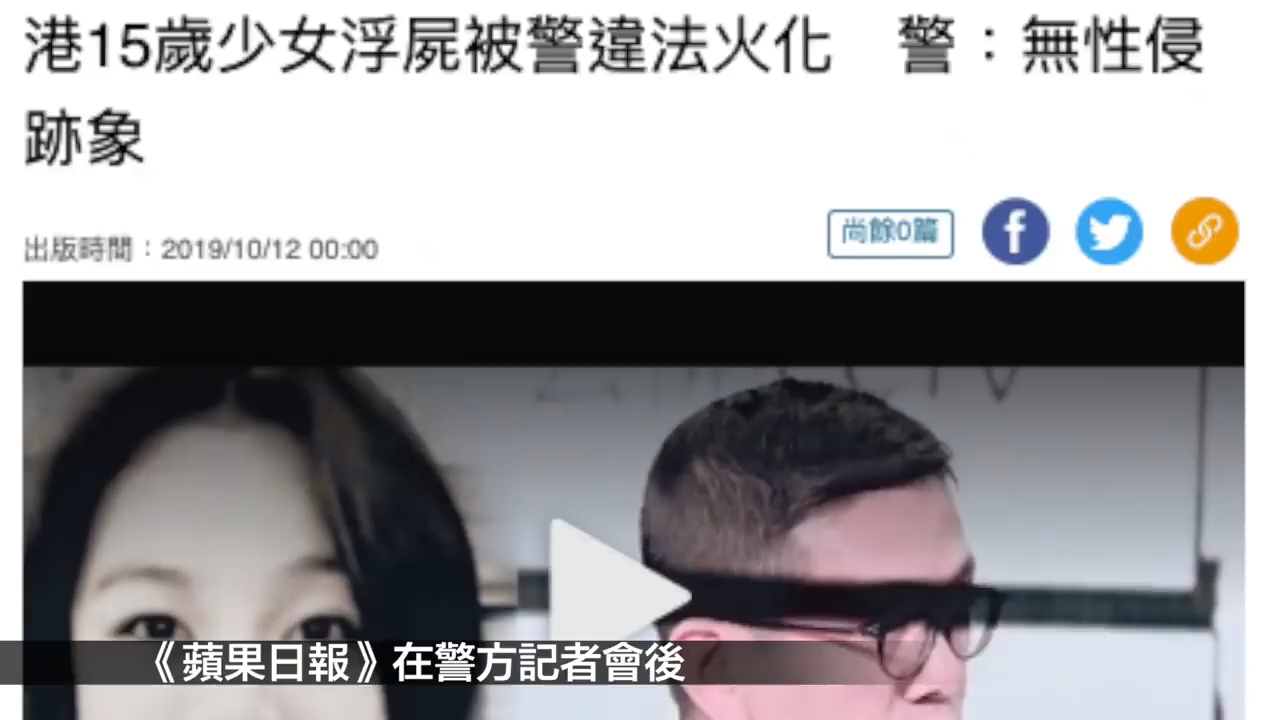 港15歲少女浮屍被警違法火化　警：無性侵
跡象
出版時間：2019/10/12 00:00
尚餘0篇
《蘋果日報》在警方記者會後